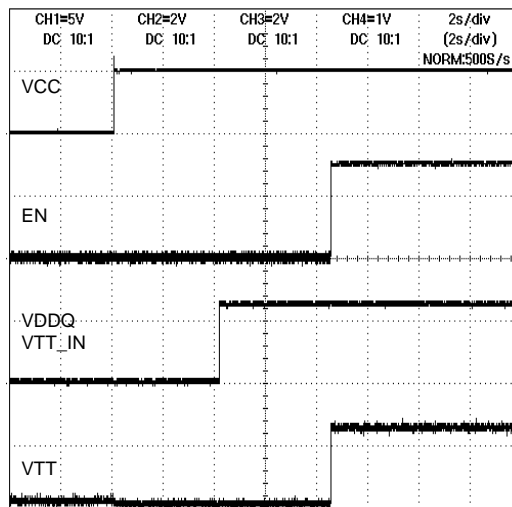 CH1=5V CH2=2V CH3=2V CH4=1V 2s/div
DC 10:1 DC 10:1 DC 10:1 DC 10:1 (2s/div)
NORM:500S/s
VCC
EN
VDDQ
VTT_IN
VTT